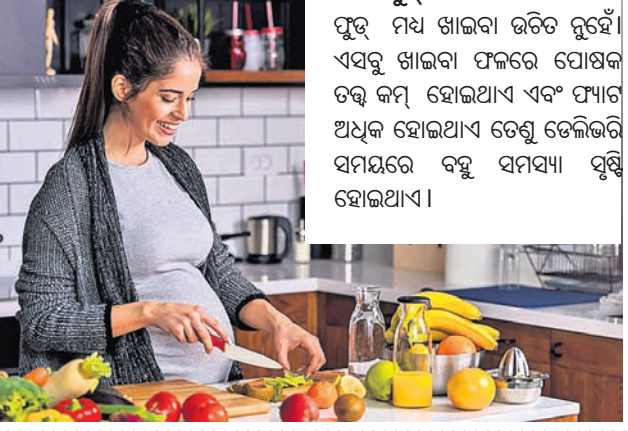 ଫୁଡ୍ ମଧ୍ୟ ଖାଇବା ଉଚିତ ନୁହେଁ।
ଏସବୁ ଖାଇବା ଫଳରେ ପୋଷକ
ତତ୍ତ୍ୱ କମ୍ ହୋଇଥାଏ ଏବଂ ଫ୍ୟାଟ
ଅଧିକ ହୋଇଥାଏ ତେଣୁ ଡେଲିଭରି
ସମୟରେ ବହୁ ସମସ୍ୟା ସୃଷ୍ଟି
ହୋଇଥାଏ।